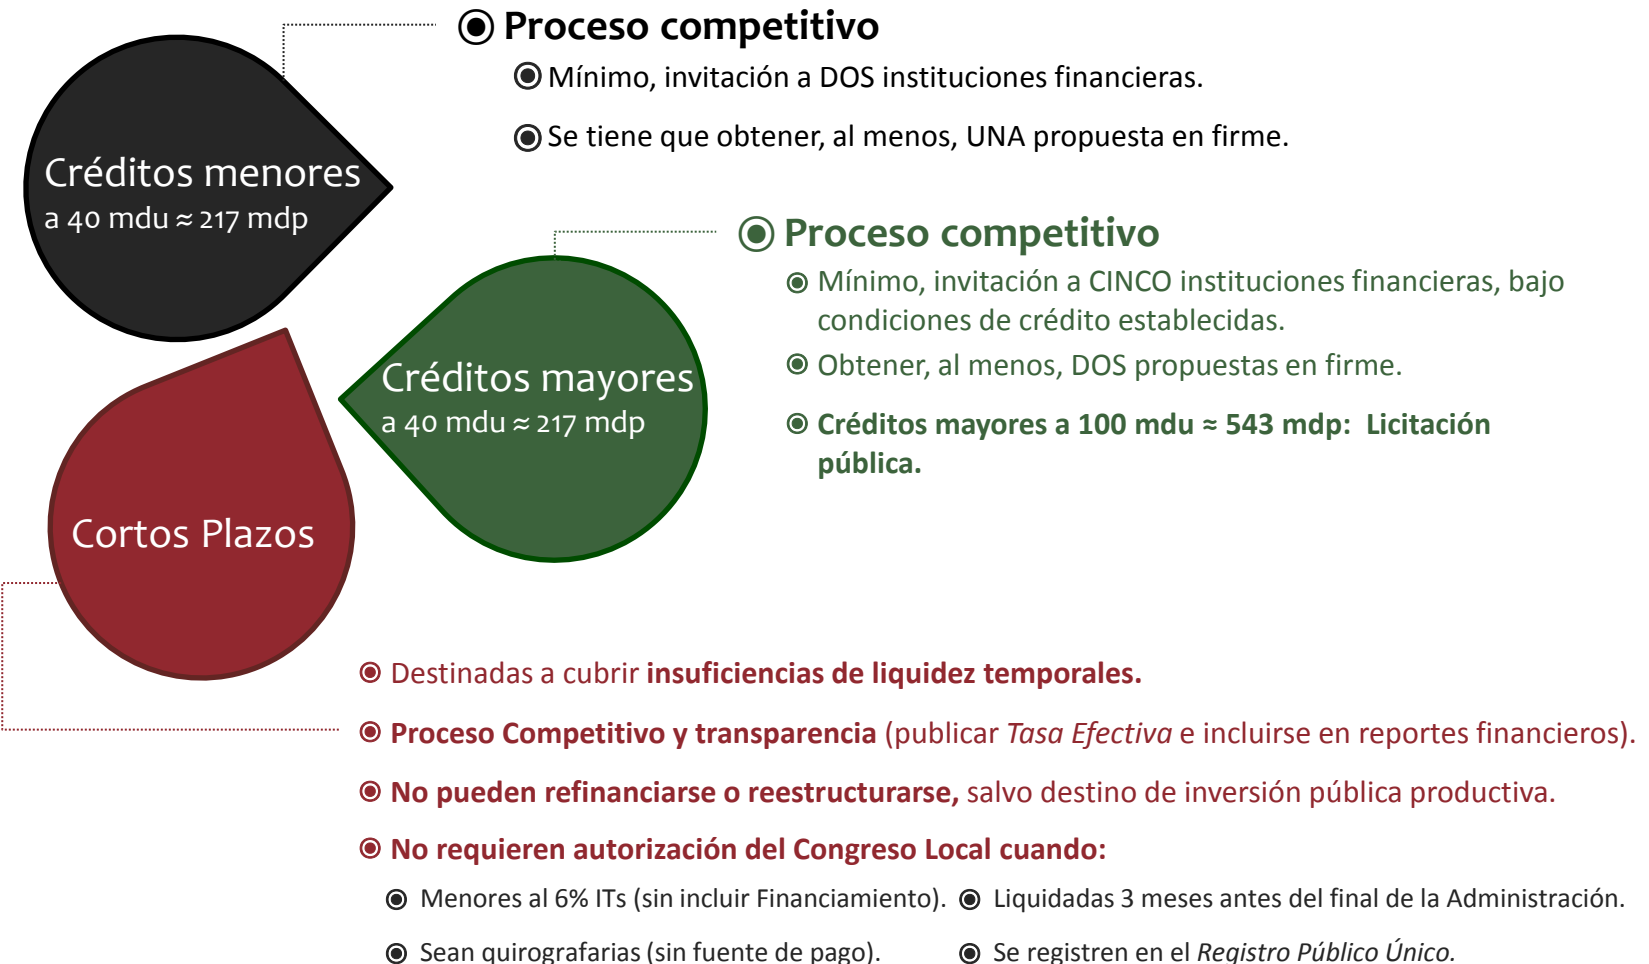 Proceso competitivo
Mínimo, invitación a DOS instituciones financieras.
Se tiene que obtener, al menos, UNA propuesta en firme.
Créditos menores
a 40 mdu ≈ 217 mdp
Proceso competitivo
Mínimo, invitación a CINCO instituciones financieras, bajo
condiciones de crédito establecidas.
Obtener, al menos, DOS propuestas en firme.
Créditos mayores a 100 mdu ≈ 543 mdp: Licitación
pública.
Créditos mayores
a 40 mdu ≈ 217 mdp
Cortos Plazos
Destinadas a cubrir insuficiencias de liquidez temporales.
Proceso Competitivo y transparencia (publicar Tasa Efectiva e incluirse en reportes financieros).
No pueden refinanciarse o reestructurarse, salvo destino de inversión pública productiva.
No requieren autorización del Congreso Local cuando:
Menores al 6% ITs (sin incluir Financiamiento).
Liquidadas 3 meses antes del final de la Administración.
Sean quirografarias (sin fuente de pago).
Se registren en el Registro Público Único.